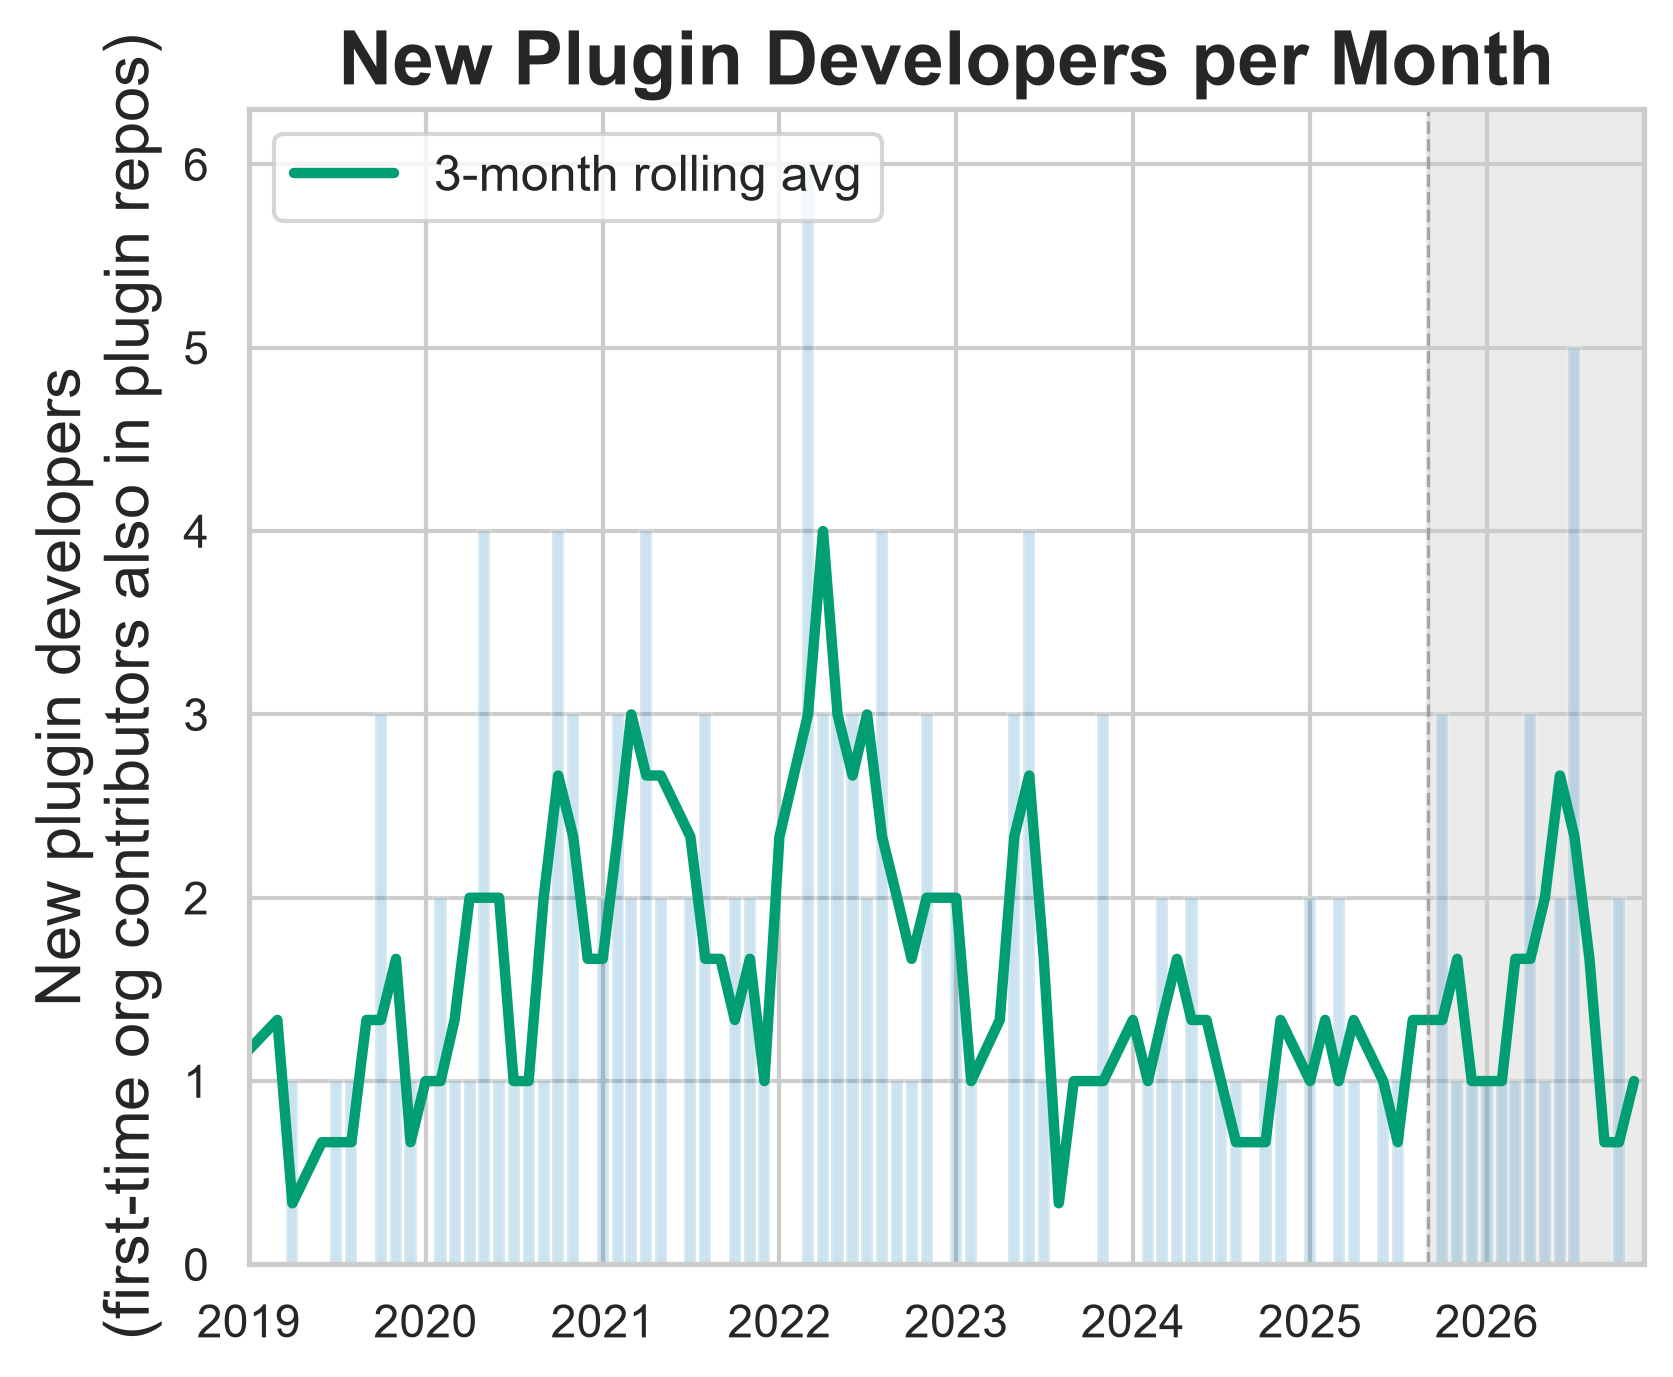 New Plugin Developers per Month
3-month rolling avg
New plugin developers
(first-time org contributors also in plugin repos)
6
5
4
3
2
1
0
2019 2020 2021 2022 2023 2024 2025 2026